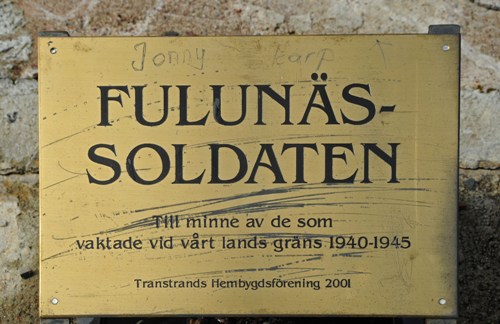 Jonny Karp
FULUNÄS-
SOLDATEN
Till minne av de som
vaktade vid vårt lands gräns 1940-1945
Transtrands Hembygdsförening 2001